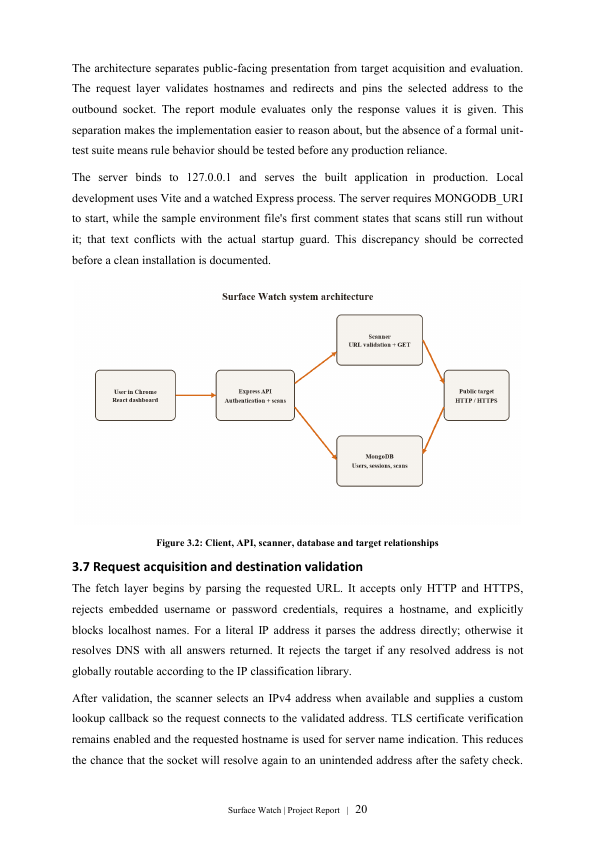 The architecture separates public-facing presentation from target acquisition and evaluation.
The request layer validates hostnames and redirects and pins the selected address to the
outbound socket. The report module evaluates only the response values it is given. This
separation makes the implementation easier to reason about, but the absence of a formal unit-
test suite means rule behavior should be tested before any production reliance.
The server binds to 127.0.0.1 and serves the built application in production. Local
development uses Vite and a watched Express process. The server requires MONGODB_URI
to start, while the sample environment file's first comment states that scans still run without
it; that text conflicts with the actual startup guard. This discrepancy should be corrected
before a clean installation is documented.
Surface Watch system architecture
Scanner
URL validation + GET
User in Chrome
React dashboard
Express API
Authentication + scans
Public target
HTTP / HTTPS
MongoDB
Users, sessions, scans
Figure 3.2: Client, API, scanner, database and target relationships
3.7 Request acquisition and destination validation
The fetch layer begins by parsing the requested URL. It accepts only HTTP and HTTPS,
rejects embedded username or password credentials, requires a hostname, and explicitly
blocks localhost names. For a literal IP address it parses the address directly; otherwise it
resolves DNS with all answers returned. It rejects the target if any resolved address is not
globally routable according to the IP classification library.
After validation, the scanner selects an IPv4 address when available and supplies a custom
lookup callback so the request connects to the validated address. TLS certificate verification
remains enabled and the requested hostname is used for server name indication. This reduces
the chance that the socket will resolve again to an unintended address after the safety check.
Surface Watch | Project Report | 20